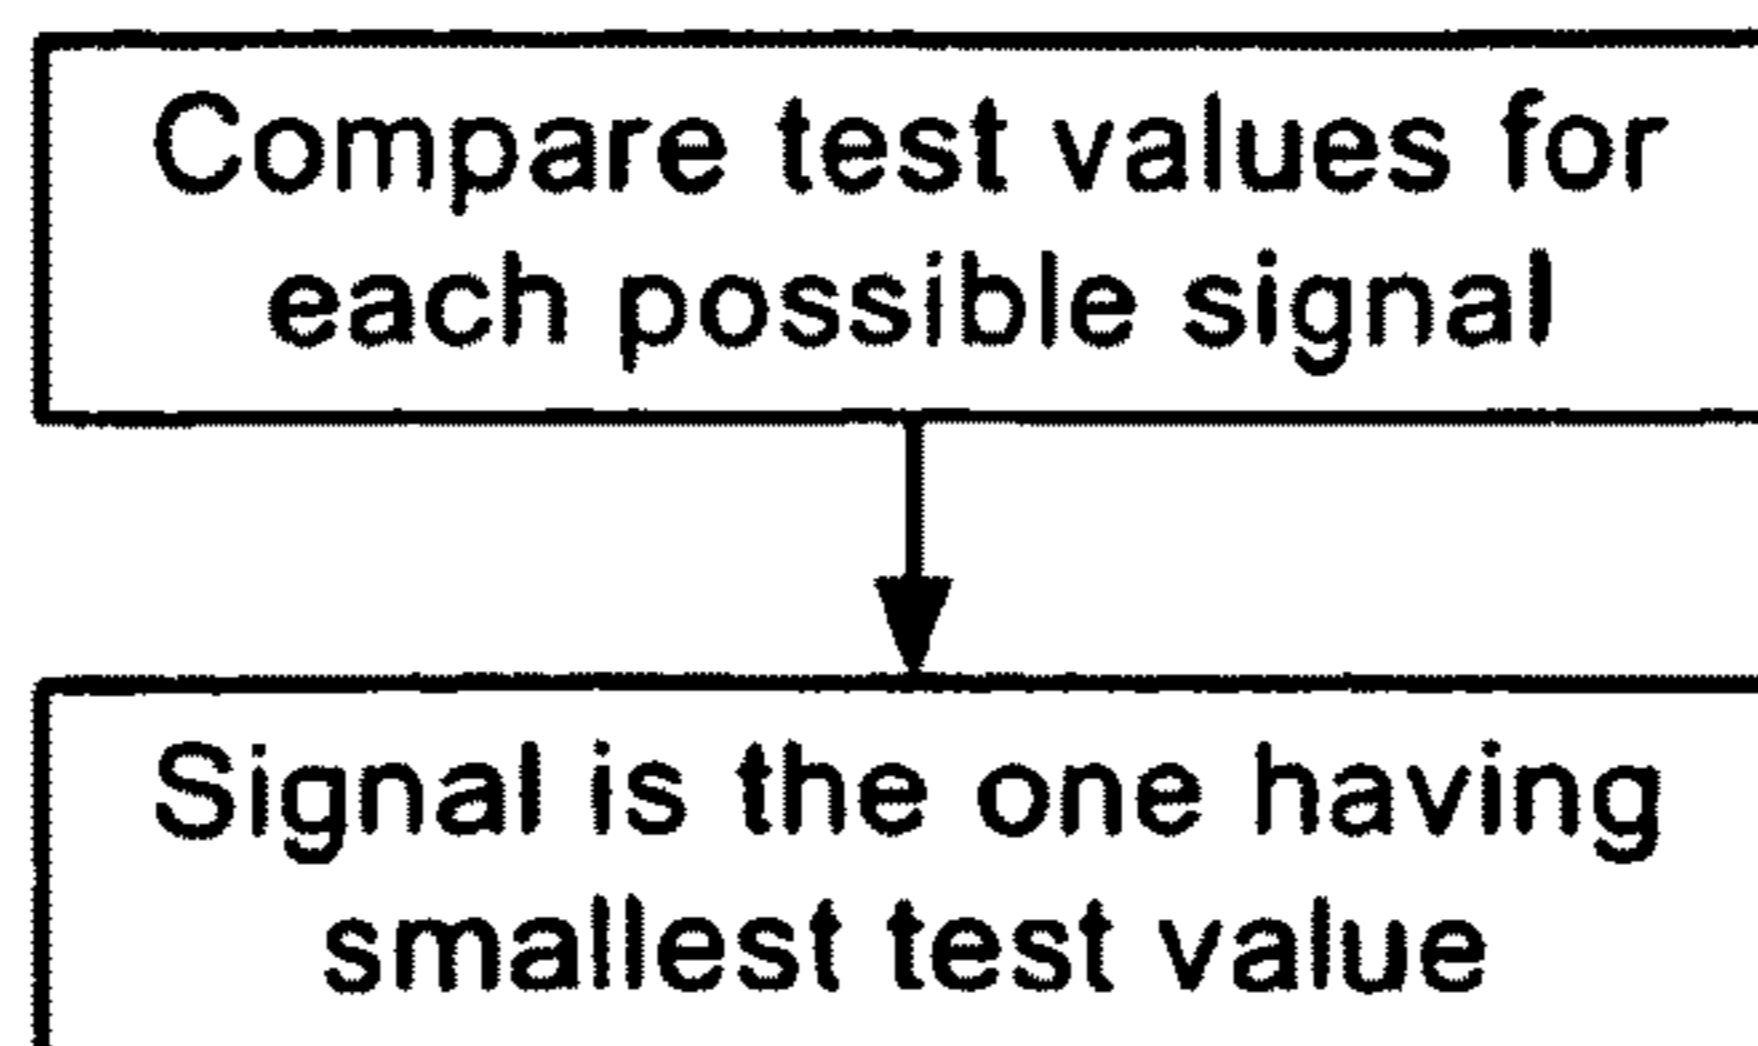 Compare test values for
each possible signal
Signal is the one having
smallest test value